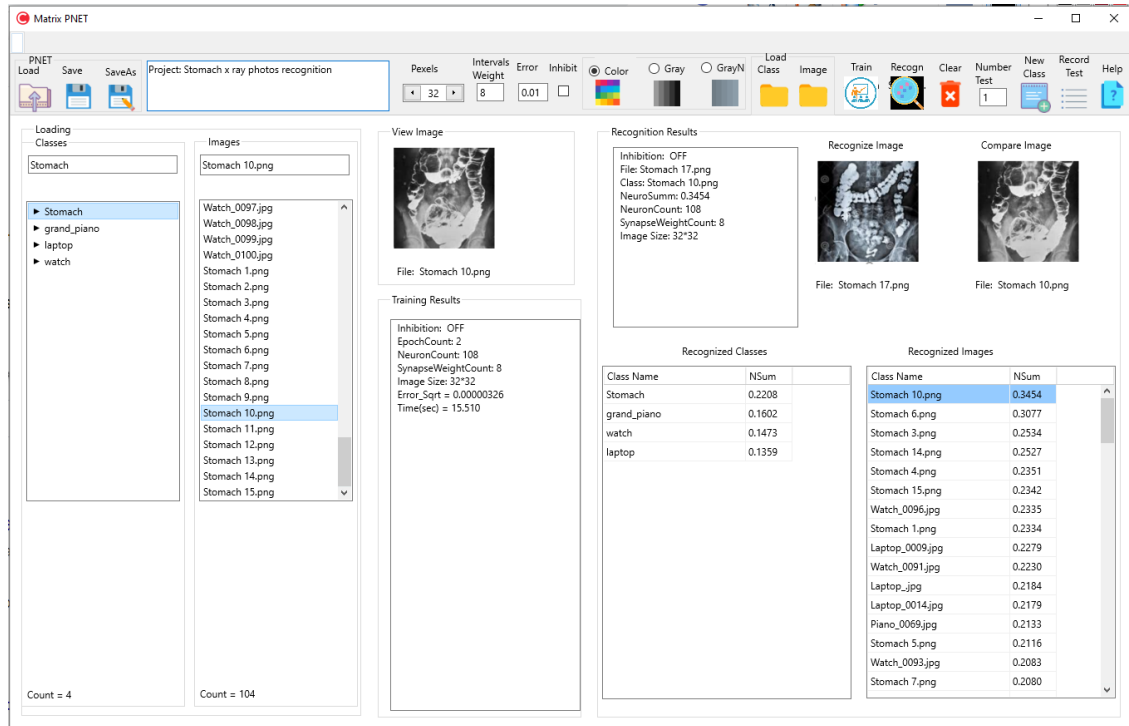 Matrix PNET
PNET
Load Save SaveAs
Project: Stomach x ray photos recognition
Pexels
32
Intervals
Weight
8
Error
0.01
Inhibit
Color
Gray
GrayN
Load
Class Image
Train
Recogn
Clear
Number
Test
1
New
Class
Record
Test
Help
Loading
Classes
Stomach
Stomach
grand_piano
laptop
watch
Count = 4
Images
Stomach 10.png
Watch_0097.jpg
Watch_0098.jpg
Watch_0099.jpg
Watch_0100.jpg
Stomach 1.png
Stomach 2.png
Stomach 3.png
Stomach 4.png
Stomach 5.png
Stomach 6.png
Stomach 7.png
Stomach 8.png
Stomach 9.png
Stomach 10.png
Stomach 11.png
Stomach 12.png
Stomach 13.png
Stomach 14.png
Stomach 15.png
Count = 104
View Image
File: Stomach 10.png
Training Results
Inhibition: OFF
EpochCount: 2
NeuronCount: 108
SynapseWeightCount: 8
Image Size: 32*32
Error_Sqrt = 0.00000326
Time(sec) = 15.510
Recognition Results
Inhibition: OFF
File: Stomach 17.png
Class: Stomach 10.png
NeuroSumm: 0.3454
NeuronCount: 108
SynapseWeightCount: 8
Image Size: 32*32
Recognize Image
File: Stomach 17.png
Compare Image
File: Stomach 10.png
Recognized Classes
Class Name NSum
Stomach 0.2208
grand_piano 0.1602
watch 0.1473
laptop 0.1359
Recognized Images
Class Name NSum
Stomach 10.png 0.3454
Stomach 6.png 0.3077
Stomach 3.png 0.2534
Stomach 14.png 0.2527
Stomach 4.png 0.2351
Stomach 15.png 0.2342
Watch_0096.jpg 0.2335
Stomach 1.png 0.2334
Laptop_0009.jpg 0.2279
Watch_0091.jpg 0.2230
Laptop_.jpg 0.2184
Laptop_0014.jpg 0.2179
Piano_0069.jpg 0.2133
Stomach 5.png 0.2116
Watch_0093.jpg 0.2083
Stomach 7.png 0.2080